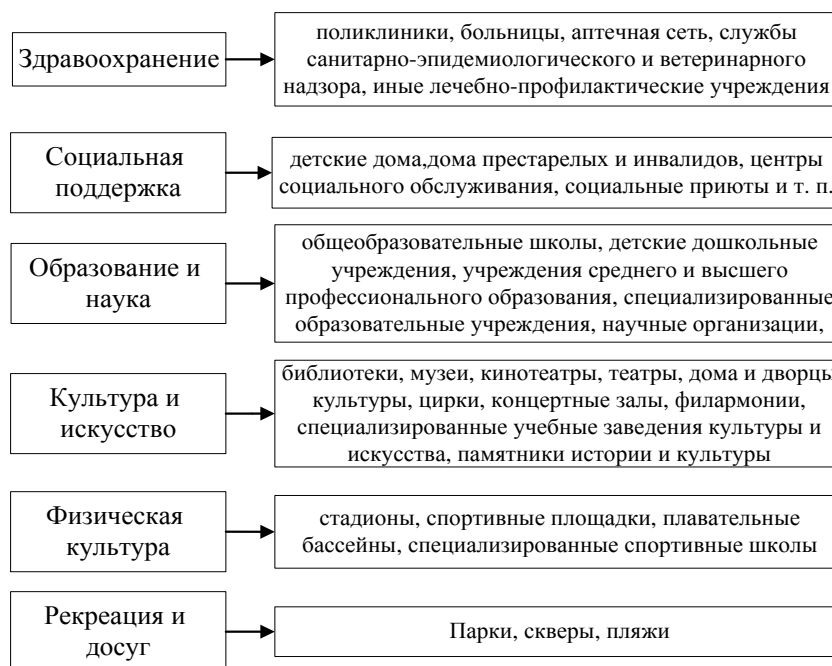 Здравоохранение
поликлиники, больницы, аптечная сеть, службы
санитарно-эпидемиологического и ветеринарного
надзора, иные лечебно-профилактические учреждения
Социальная
поддержка
детские дома,дома престарелых и инвалидов, центры
социального обслуживания, социальные приюты и т. п.
Образование и
наука
общеобразовательные школы, детские дошкольные
учреждения, учреждения среднего и высшего
профессионального образования, специализированные
образовательные учреждения, научные организации,
Культура и
искусство
библиотеки, музеи, кинотеатры, театры, дома и дворцы
культуры, цирки, концертные залы, филармонии,
специализированные учебные заведения культуры и
искусства, памятники истории и культуры
Физическая
культура
стадионы, спортивные площадки, плавательные
бассейны, специализированные спортивные школы
Рекреация и
досуг
Парки, скверы, пляжи